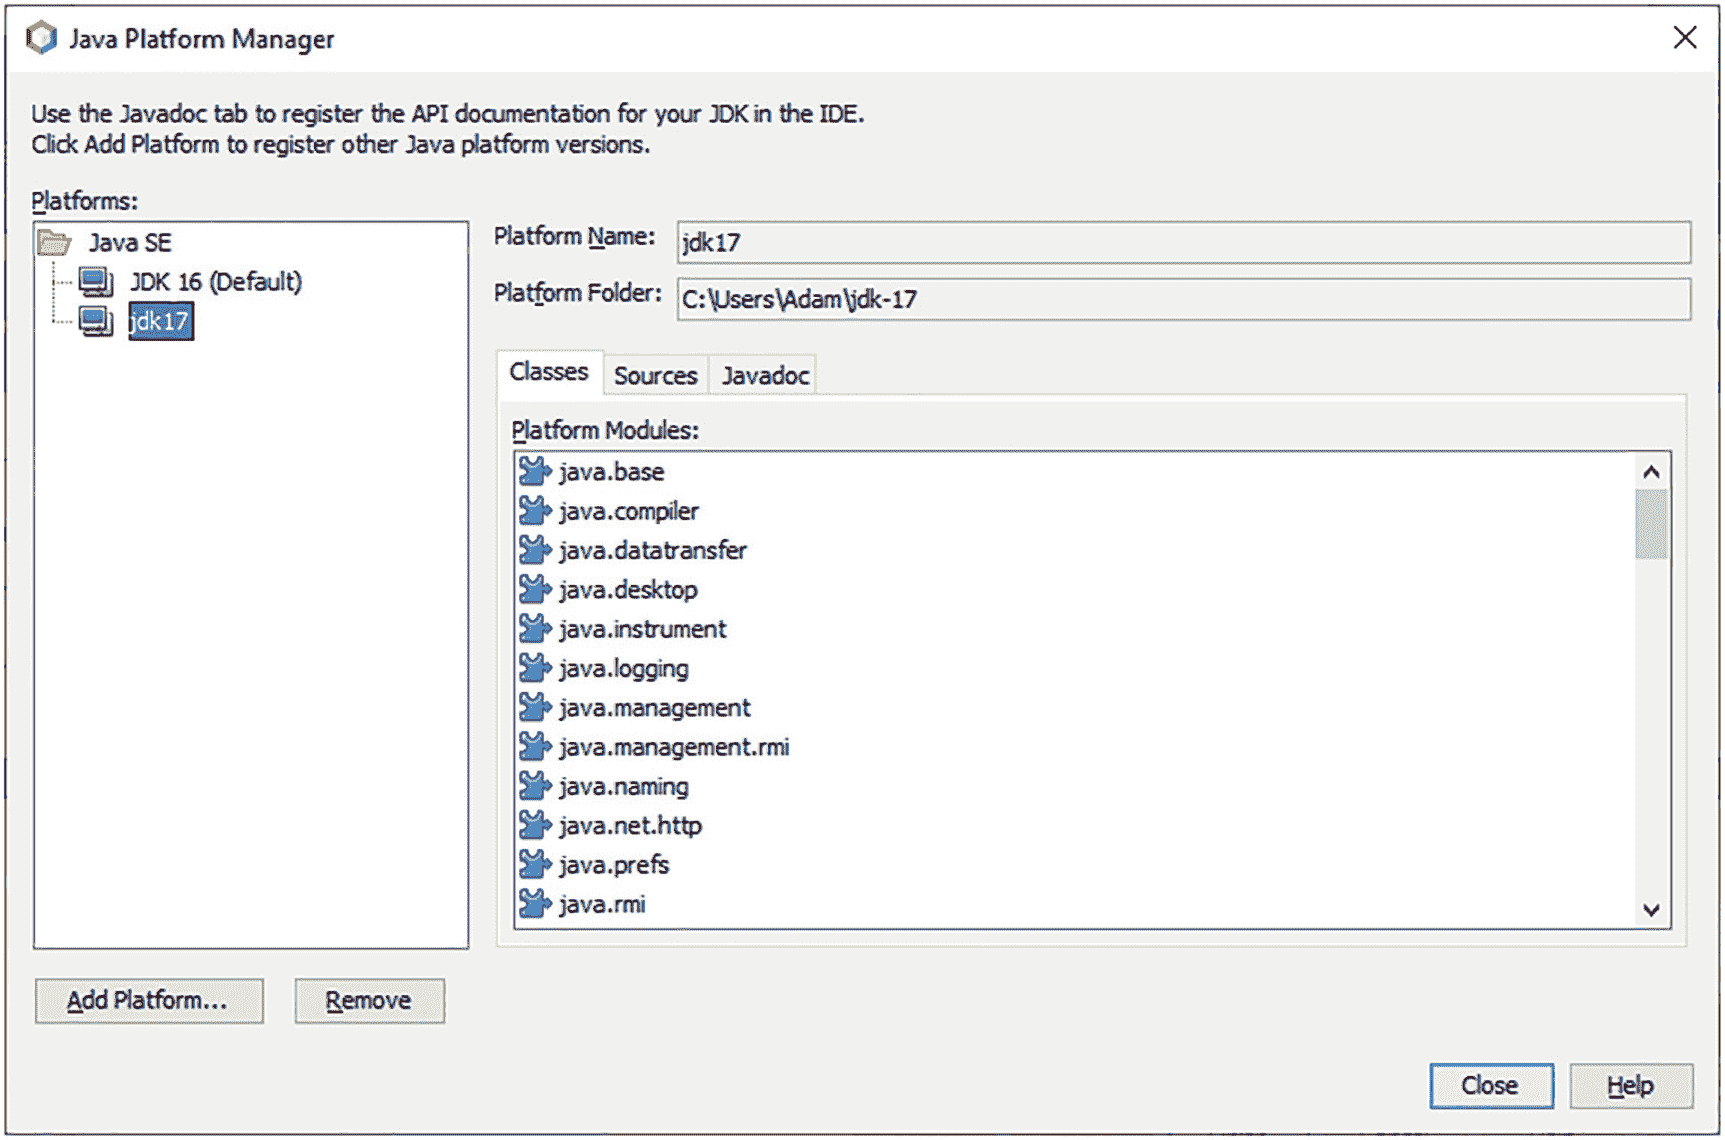 Java Platform Manager
Use the Javadoc tab to register the API documentation for your JDK in the IDE.
Click Add Platform to register other Java platform versions.
Platforms:
Java SE
JDK 16 (Default)
jdk17
Platform Name: jdk17
Platform Folder: C:\Users\Adam\jdk-17
Classes Sources Javadoc
Platform Modules:
java.base
java.compiler
java.datatransfer
java.desktop
java.instrument
java.logging
java.management
java.management.rmi
java.naming
java.net.http
java.prefs
java.rmi
Add Platform... Remove
Close Help